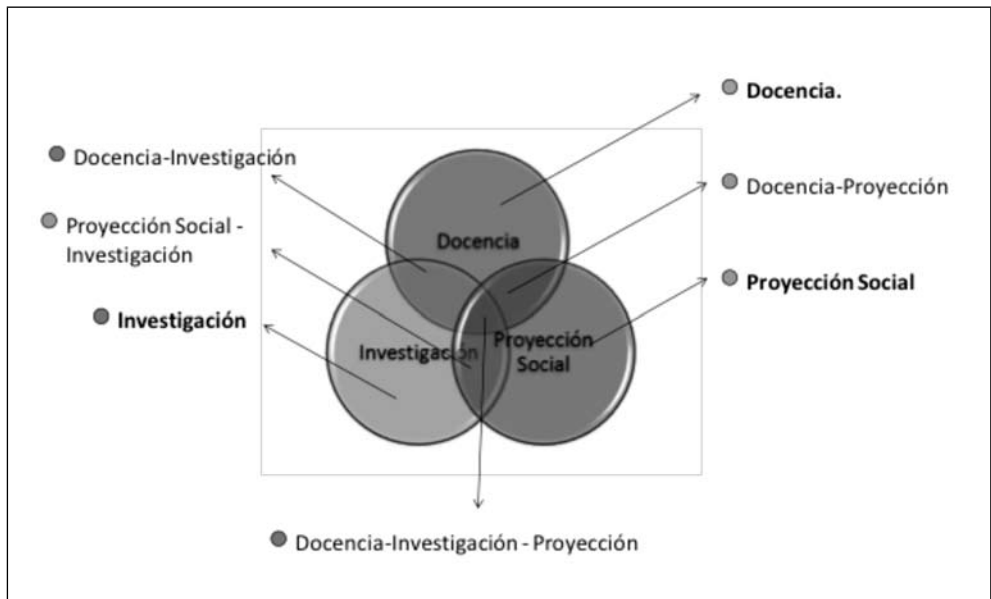 Docencia.
Docencia-Investigación
Docencia-Proyección
Proyección Social -
Investigación
Docencia
Proyección Social
Investigación
Investigación
Proyección
Social
Docencia-Investigación - Proyección